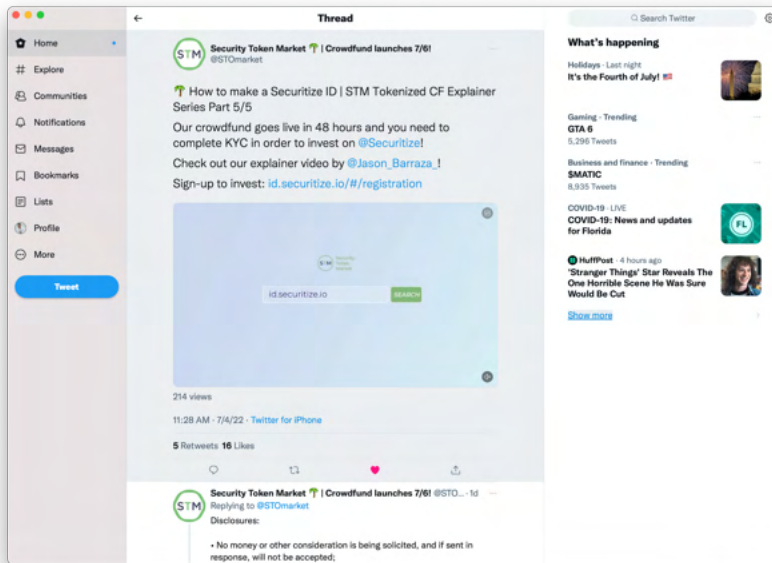 Thread
Search Twitter
Home
Explore
Communities
Notifications
Messages
Bookmarks
Lists
Profile
More
Tweet
STM
Security Token Market 🌴 | Crowdfund launches 7/6!
@STOmarket
🌴 How to make a Securitize ID | STM Tokenized CF Explainer
Series Part 5/5
Our crowdfund goes live in 48 hours and you need to
complete KYC in order to invest on @Securitize!
Check out our explainer video by @Jason_Barraza_!
Sign-up to invest: id.securitize.io/#/registration
STM Security
Token
Market
id.securitize.io
SEARCH
214 views
11:28 AM · 7/4/22 · Twitter for iPhone
5 Retweets 16 Likes
STM
Security Token Market 🌴 | Crowdfund launches 7/6! @STO... · 1d
Replying to @STOmarket
Disclosures:
• No money or other consideration is being solicited, and if sent in
response, will not be accepted;
What's happening
Holidays · Last night
It's the Fourth of July! 🇺🇸
Gaming · Trending
GTA 6
5,296 Tweets
Business and finance · Trending
$MATIC
8,935 Tweets
COVID-19 · LIVE
COVID-19: News and updates
for Florida
FL
HuffPost · 4 hours ago
'Stranger Things' Star Reveals The
One Horrible Scene He Was Sure
Would Be Cut
Show more